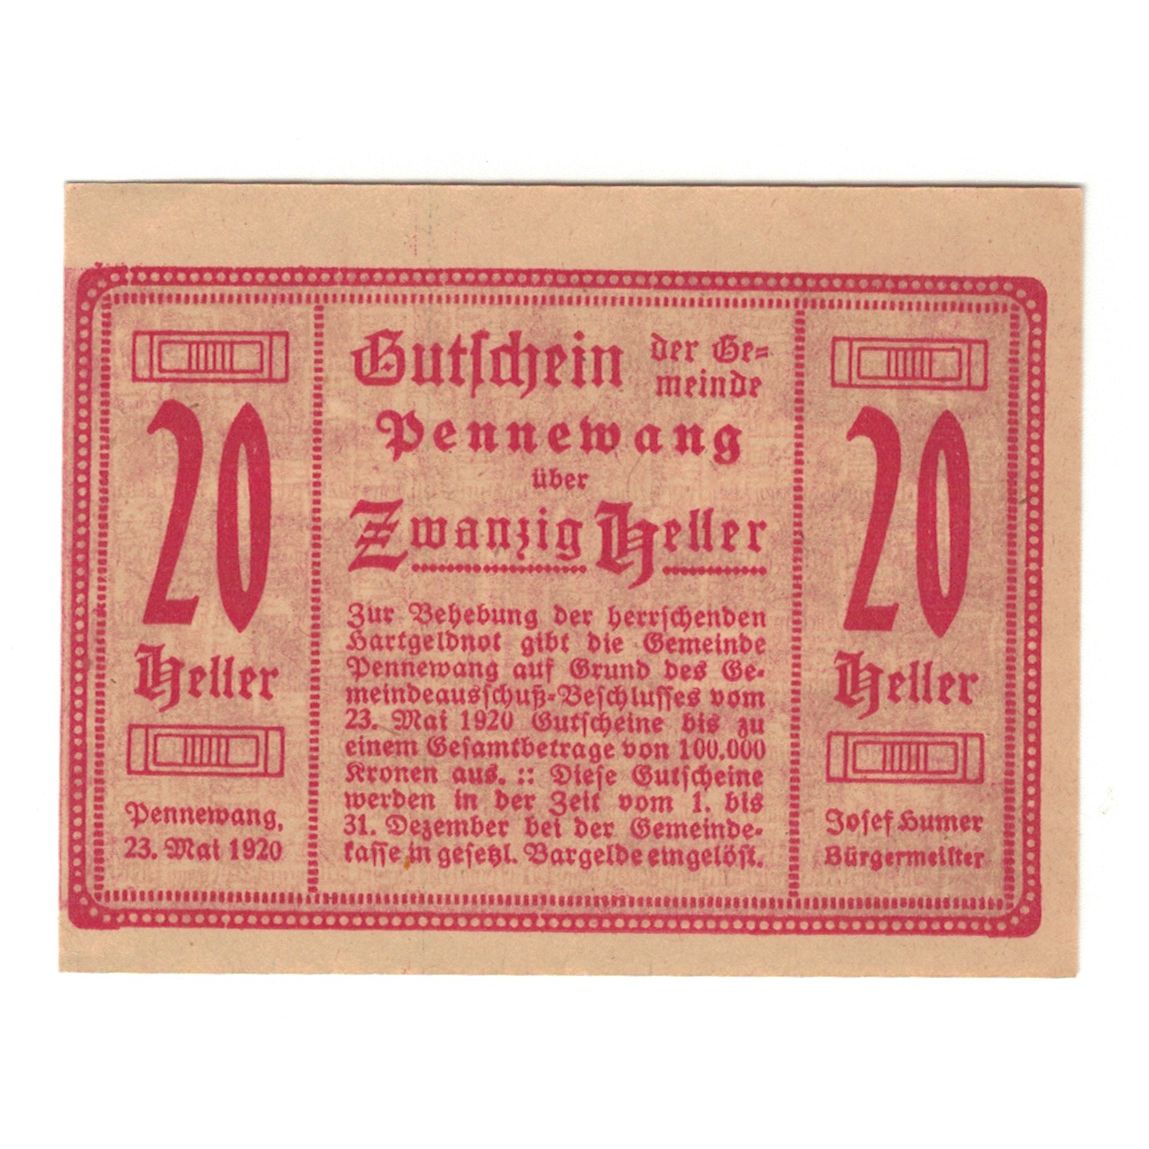 20
Heller
Pennewang,
23. Mai 1920
Gutschein der Ge=
meinde
Pennewang
über
Zwanzig Heller
Zur Behebung der herrschenden
Hartgeldnot gibt die Gemeinde
Pennewang auf Grund des Ge-
meindeausschuß-Beschlusses vom
23. Mai 1920 Gutscheine bis zu
einem Gesamtbetrage von 100.000
Kronen aus. :: Diese Gutscheine
werden in der Zeit vom 1. bis
31. Dezember bei der Gemeinde-
kasse in gesetzl. Bargelde eingelöst.
20
Heller
Josef Humer
Bürgermeister